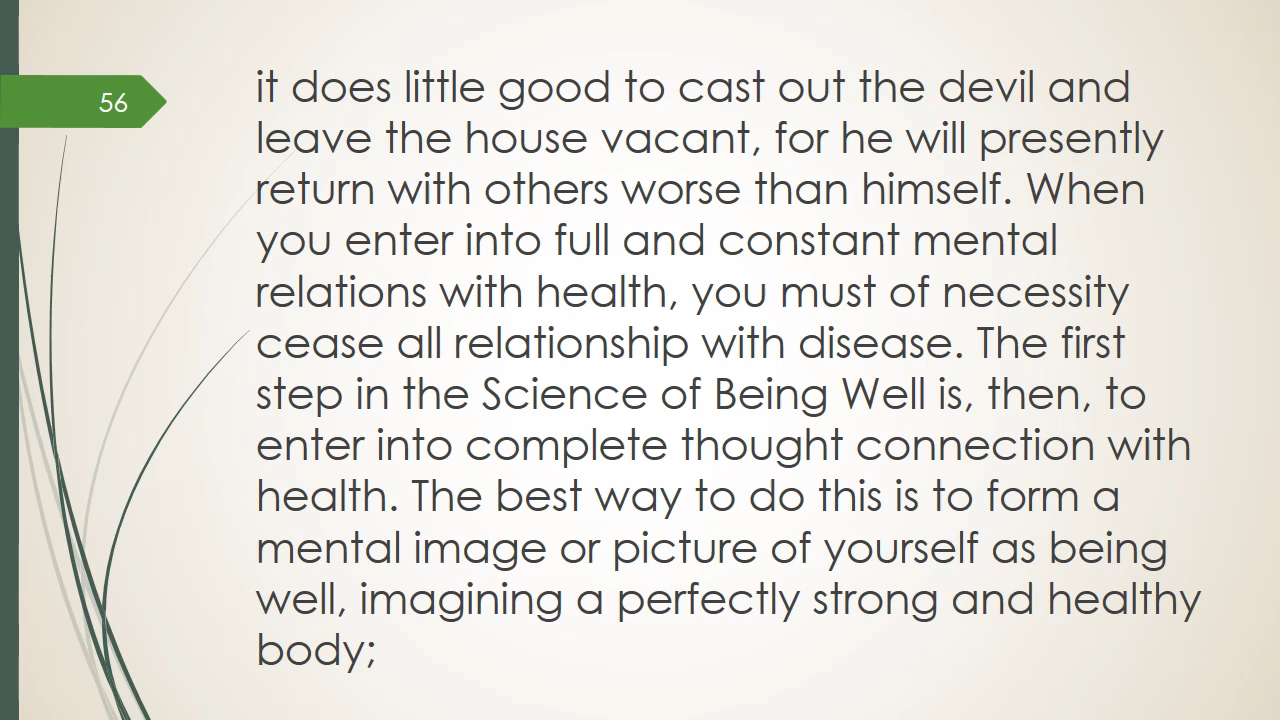 56
it does little good to cast out the devil and
leave the house vacant, for he will presently
return with others worse than himself. When
you enter into full and constant mental
relations with health, you must of necessity
cease all relationship with disease. The first
step in the Science of Being Well is, then, to
enter into complete thought connection with
health. The best way to do this is to form a
mental image or picture of yourself as being
well, imagining a perfectly strong and healthy
body;